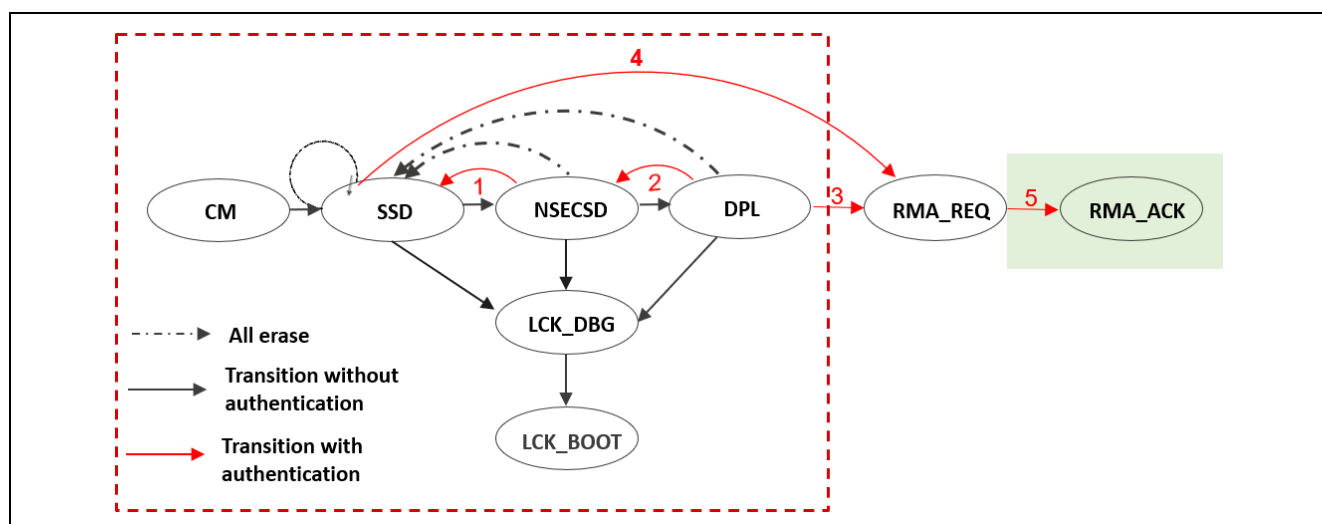 4
1
2
3
5
CM
SSD
NSECSD
DPL
RMA_REQ
RMA_ACK
LCK_DBG
All erase
Transition without
authentication
LCK_BOOT
Transition with
authentication